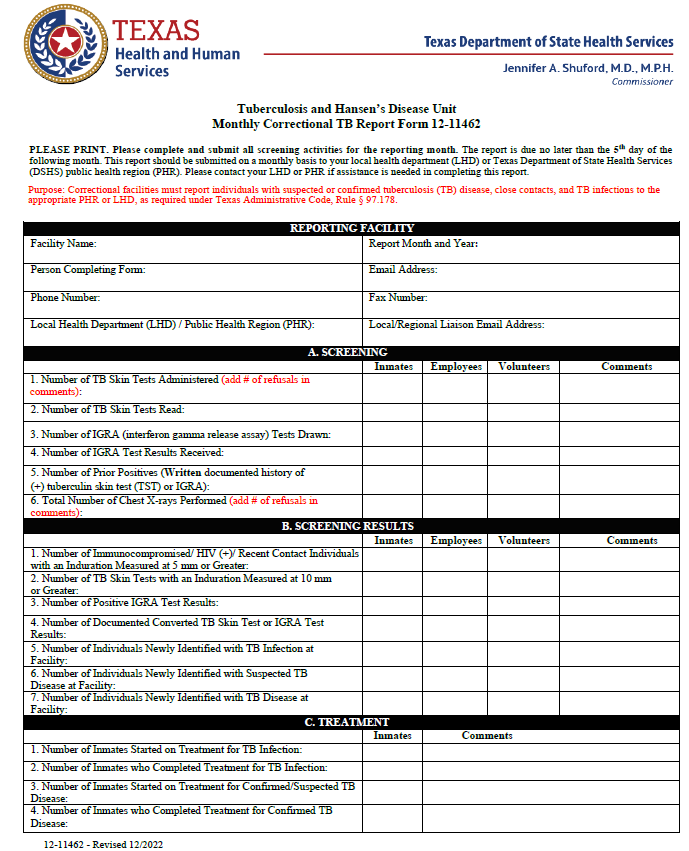 TEXAS
Health and Human
Services
Texas Department of State Health Services
Jennifer A. Shuford, M.D., M.P.H.
Commissioner
Tuberculosis and Hansen's Disease Unit
Monthly Correctional TB Report Form 12-11462
PLEASE PRINT. Please complete and submit all screening activities for the reporting month. The report is due no later than the 5th day of the
following month. This report should be submitted on a monthly basis to your local health department (LHD) or Texas Department of State Health Services
(DSHS) public health region (PHR). Please contact your LHD or PHR if assistance is needed in completing this report.
Purpose: Correctional facilities must report individuals with suspected or confirmed tuberculosis (TB) disease, close contacts, and TB infections to the
appropriate PHR or LHD, as required under Texas Administrative Code, Rule § 97.178.
REPORTING FACILITY
Facility Name: Report Month and Year:
Person Completing Form: Email Address:
Phone Number: Fax Number:
Local Health Department (LHD) / Public Health Region (PHR): Local/Regional Liaison Email Address:
A. SCREENING
Inmates Employees Volunteers Comments
1. Number of TB Skin Tests Administered (add # of refusals in
comments):
2. Number of TB Skin Tests Read:
3. Number of IGRA (interferon gamma release assay) Tests Drawn:
4. Number of IGRA Test Results Received:
5. Number of Prior Positives (Written documented history of
(+) tuberculin skin test (TST) or IGRA):
6. Total Number of Chest X-rays Performed (add # of refusals in
comments):
B. SCREENING RESULTS
Inmates Employees Volunteers Comments
1. Number of Immunocompromised/ HIV (+)/ Recent Contact Individuals
with an Induration Measured at 5 mm or Greater:
2. Number of TB Skin Tests with an Induration Measured at 10 mm
or Greater:
3. Number of Positive IGRA Test Results:
4. Number of Documented Converted TB Skin Test or IGRA Test
Results:
5. Number of Individuals Newly Identified with TB Infection at
Facility:
6. Number of Individuals Newly Identified with Suspected TB
Disease at Facility:
7. Number of Individuals Newly Identified with TB Disease at
Facility:
C. TREATMENT
Inmates Comments
1. Number of Inmates Started on Treatment for TB Infection:
2. Number of Inmates who Completed Treatment for TB Infection:
3. Number of Inmates Started on Treatment for Confirmed/Suspected TB
Disease:
4. Number of Inmates who Completed Treatment for Confirmed TB
Disease:
12-11462 - Revised 12/2022